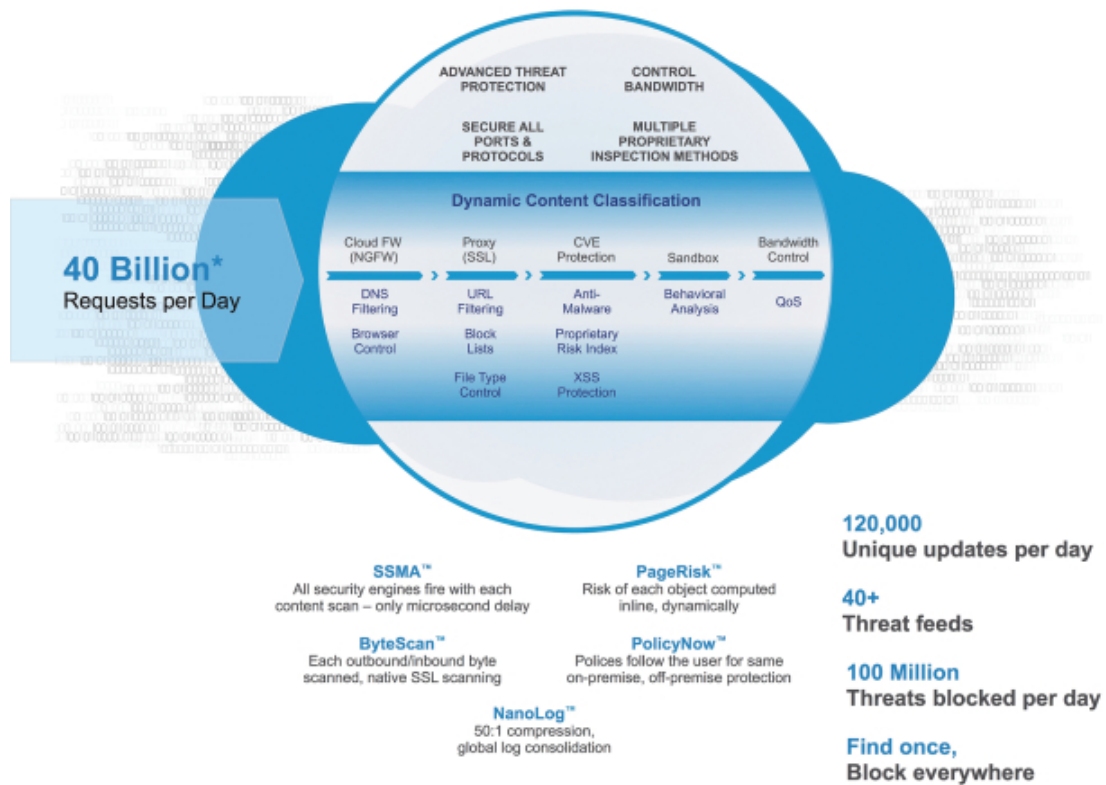 ADVANCED THREAT
PROTECTION
CONTROL
BANDWIDTH
SECURE ALL
PORTS &
PROTOCOLS
MULTIPLE
PROPRIETARY
INSPECTION METHODS
Dynamic Content Classification
40 Billion*
Requests per Day
Cloud FW
(NGFW)
DNS
Filtering
Browser
Control
Proxy
(SSL)
URL
Filtering
Block
Lists
File Type
Control
CVE
Protection
Anti-
Malware
Proprietary
Risk Index
XSS
Protection
Sandbox
Behavioral
Analysis
Bandwidth
Control
QoS
SSMA™
All security engines fire with each
content scan – only microsecond delay
PageRisk™
Risk of each object computed
inline, dynamically
ByteScan™
Each outbound/inbound byte
scanned, native SSL scanning
PolicyNow™
Polices follow the user for same
on-premise, off-premise protection
NanoLog™
50:1 compression,
global log consolidation
120,000
Unique updates per day
40+
Threat feeds
100 Million
Threats blocked per day
Find once,
Block everywhere